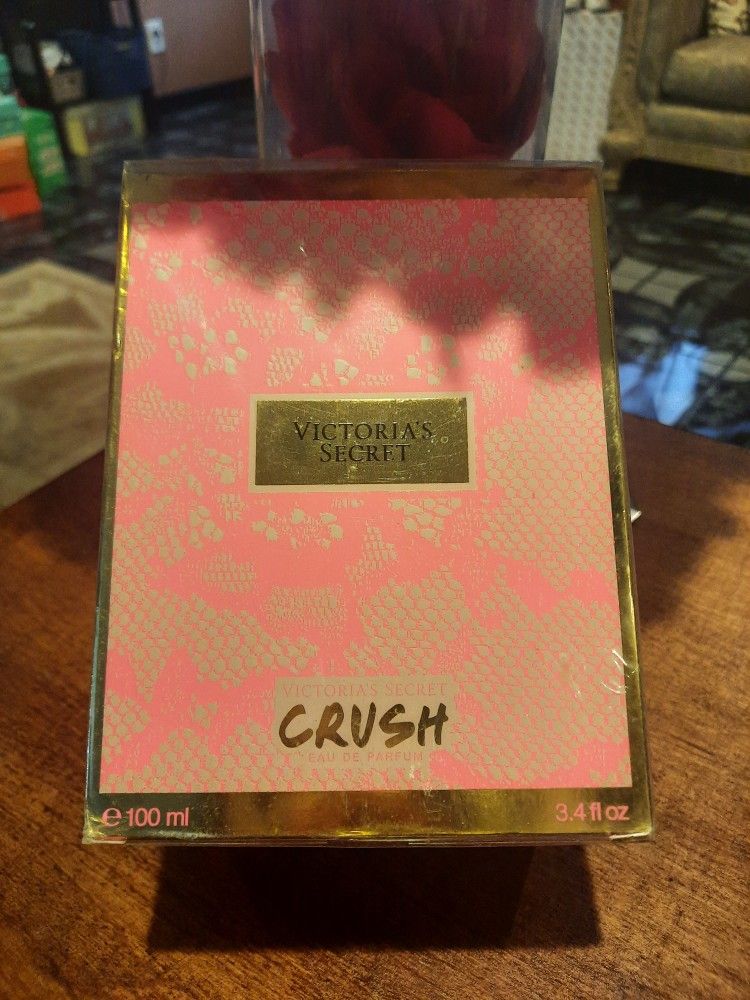 VICTORIA'S
SECRET
VICTORIA'S SECRET
CRUSH
EAU DE PARFUM
℮ 100 ml
3.4 fl oz